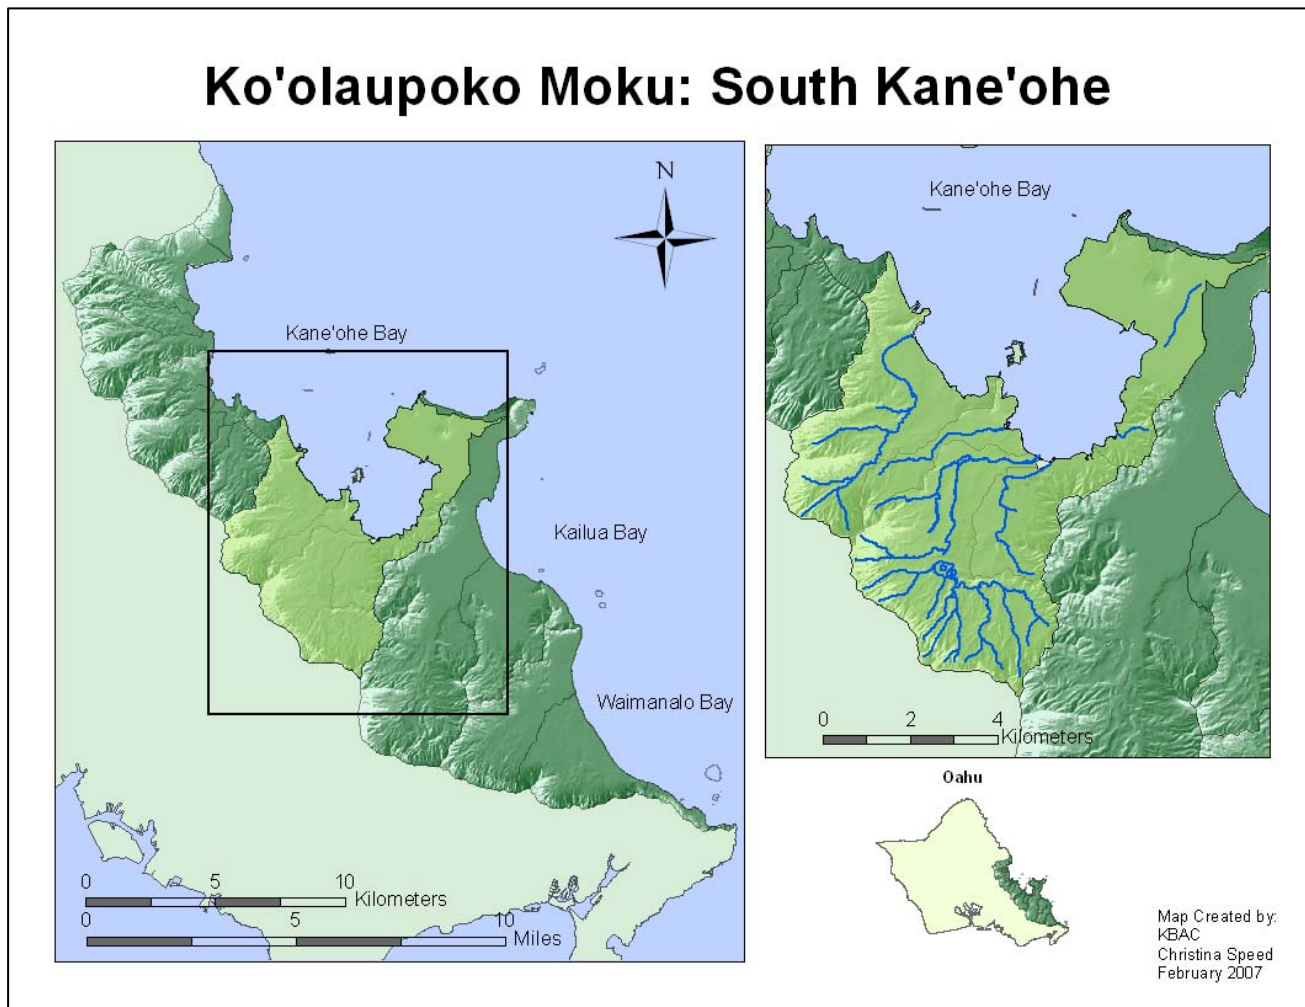 Ko'olaupoko Moku: South Kane'ohe
N
Kane'ohe Bay
Kailua Bay
Waimanalo Bay
0 5 10
Kilometers
0 5 10
Miles
Kane'ohe Bay
0 2 4
Kilometers
Oahu
Map Created by:
KBAC
Christina Speed
February 2007